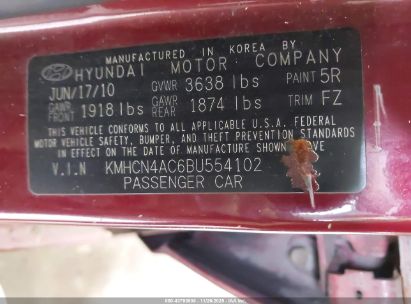 MANUFACTURED IN KOREA BY
HYUNDAI MOTOR COMPANY
JUN/17/10 GVWR 3638 lbs PAINT 5R
GAWR FRONT 1918 lbs GAWR REAR 1874 lbs TRIM FZ
THIS VEHICLE CONFORMS TO ALL APPLICABLE U.S.A. FEDERAL
MOTOR VEHICLE SAFETY, BUMPER, AND THEFT PREVENTION STANDARDS
IN EFFECT ON THE DATE OF MANUFACTURE SHOWN ABOVE
V.I.N KMHCN4AC6BU554102
PASSENGER CAR